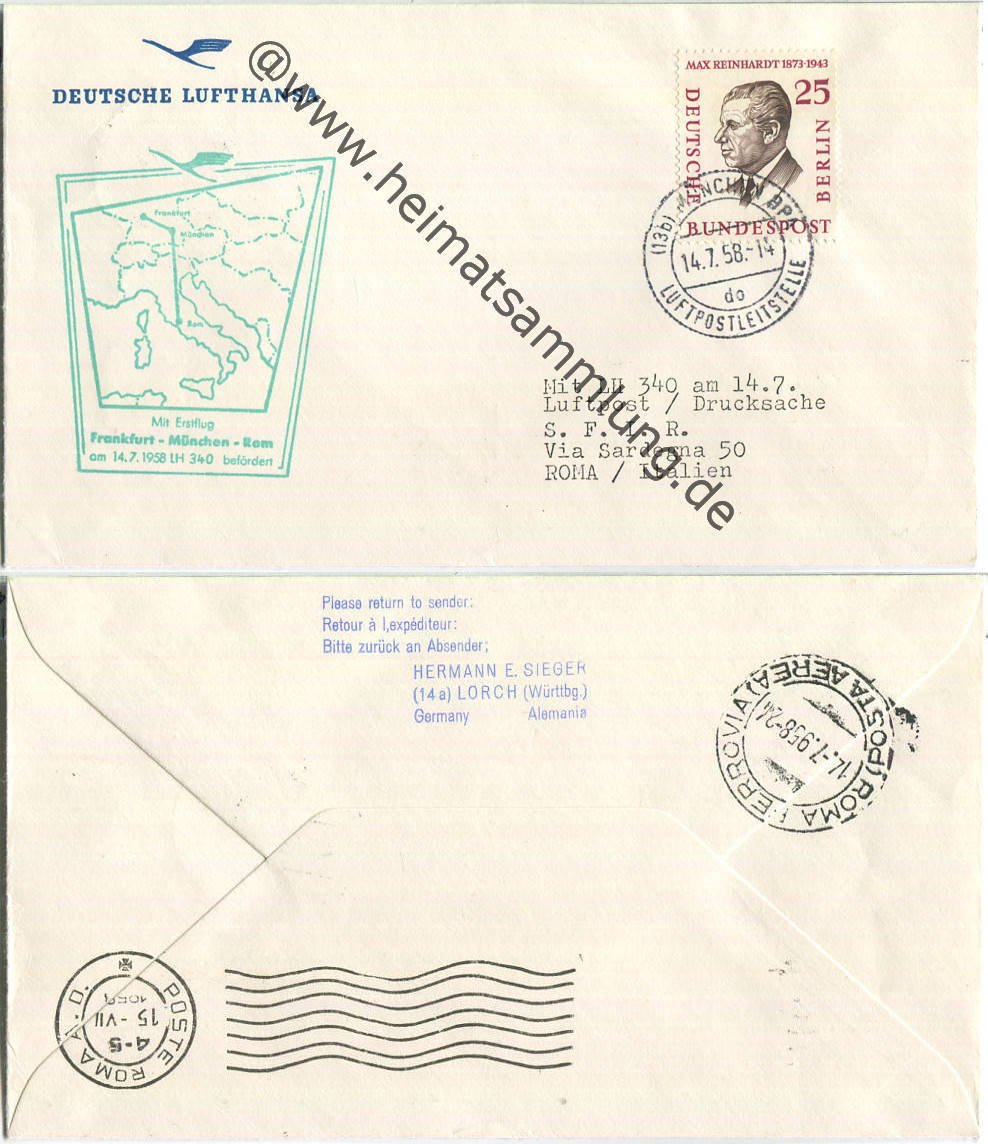 DEUTSCHE LUFTHANSA
@www.heimatsammlung.de
MAX REINHARDT 1873-1943
25
DEUTSCHE
BUNDESPOST
BERLIN
(13b) MÜNCHEN BPA
14.7.58.-14
do
LUFTPOSTLEITSTELLE
Frankfurt
München
Rom
Mit Erstflug
Frankfurt - München - Rom
am 14.7.1958 LH 340 befördert
Mit LH 340 am 14.7.
Luftpost / Drucksache
S. F. I. R.
Via Sardegna 50
ROMA / Italien
Please return to sender:
Retour à l,expéditeur:
Bitte zurück an Absender;
HERMANN E. SIEGER
(14a) LORCH (Württbg.)
Germany Alemania
ROMA FERROVIA
(POSTA AEREA)
14.-7.958-24
POSTE ROMA A.D.
4-5
15 - VII
1958